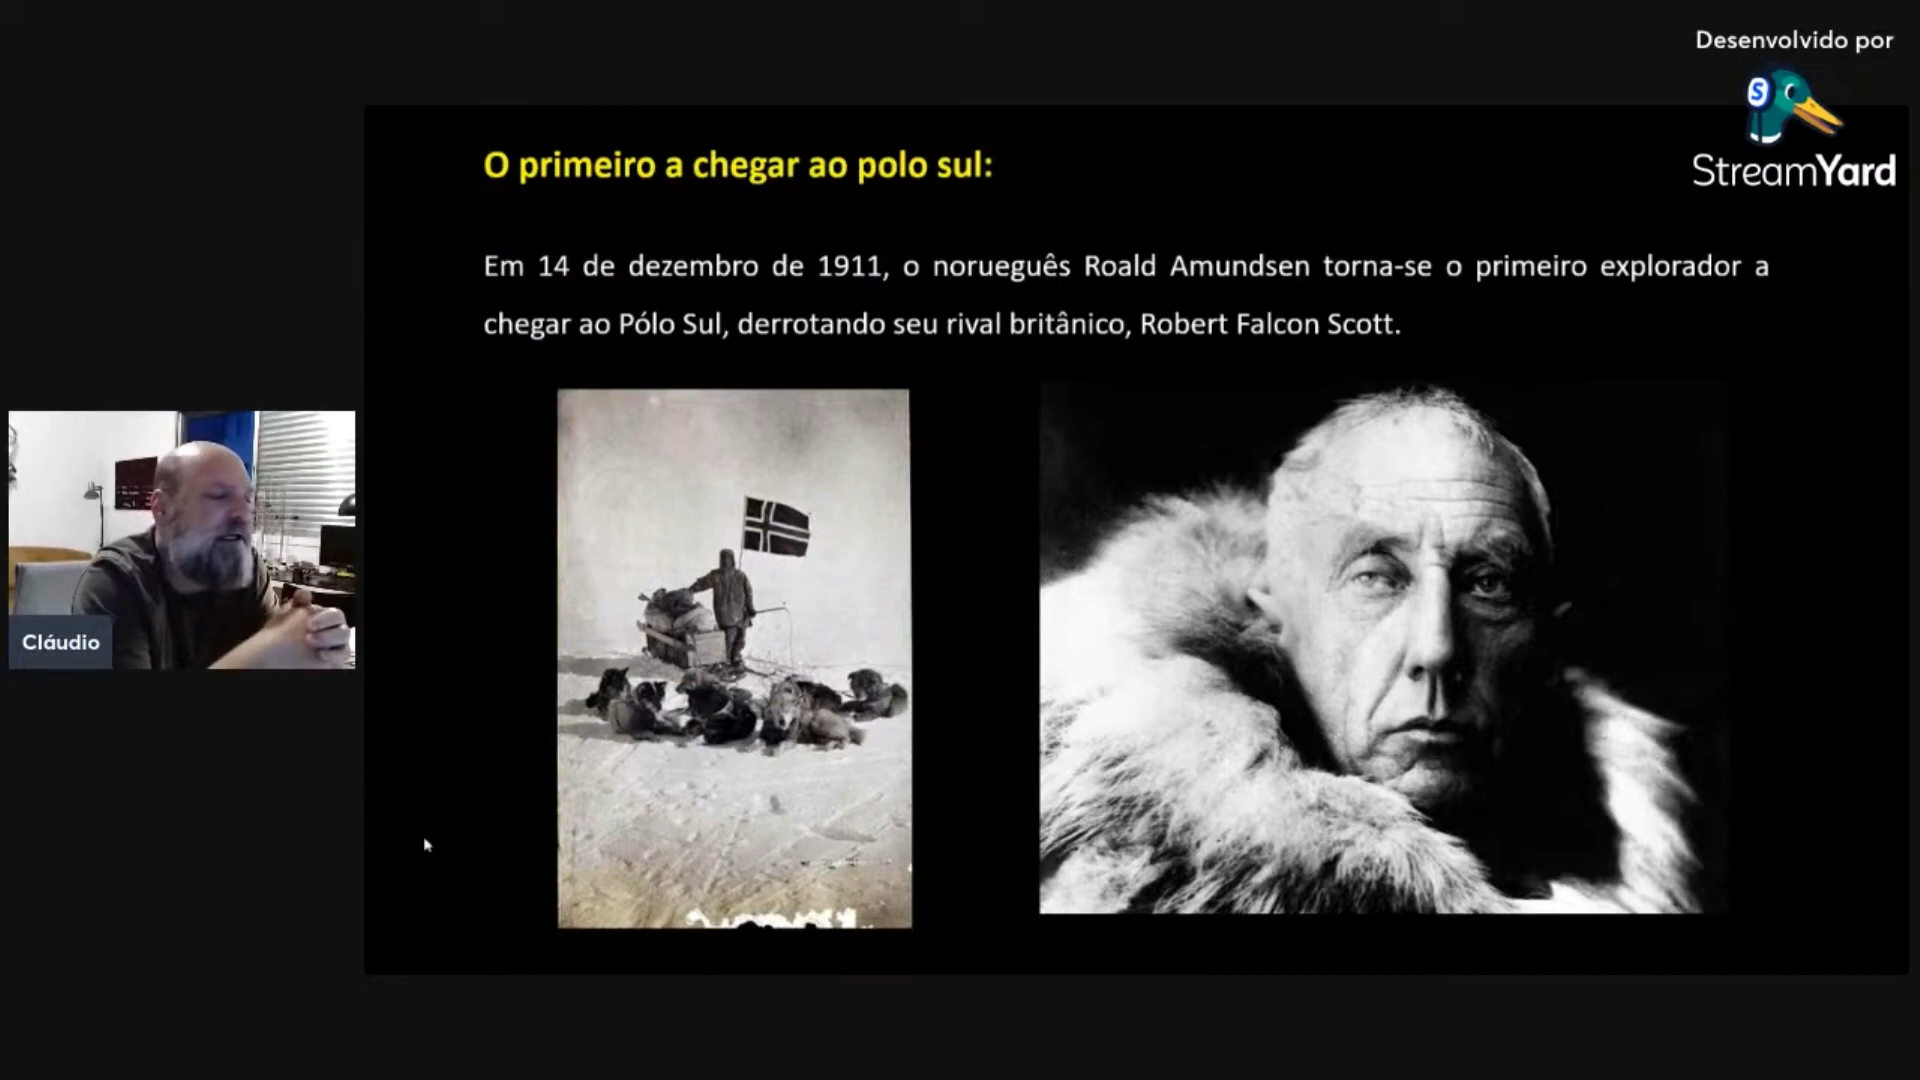 Desenvolvido por
S
StreamYard
O primeiro a chegar ao polo sul:
Em 14 de dezembro de 1911, o norueguês Roald Amundsen torna-se o primeiro explorador a
chegar ao Pólo Sul, derrotando seu rival britânico, Robert Falcon Scott.
Cláudio